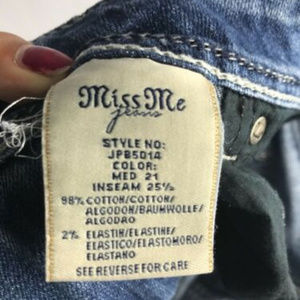 Miss Me
jeans
STYLE NO:
JP85014
COLOR:
MED 21
INSEAM 25½
98% COTTON/COTTON/
ALGODON/BAUMWOLLE/
ALGODAO
2% ELASTIN/ELASTINE/
ELASTICO/ELASTOMORO/
ELASTANO
SEE REVERSE FOR CARE